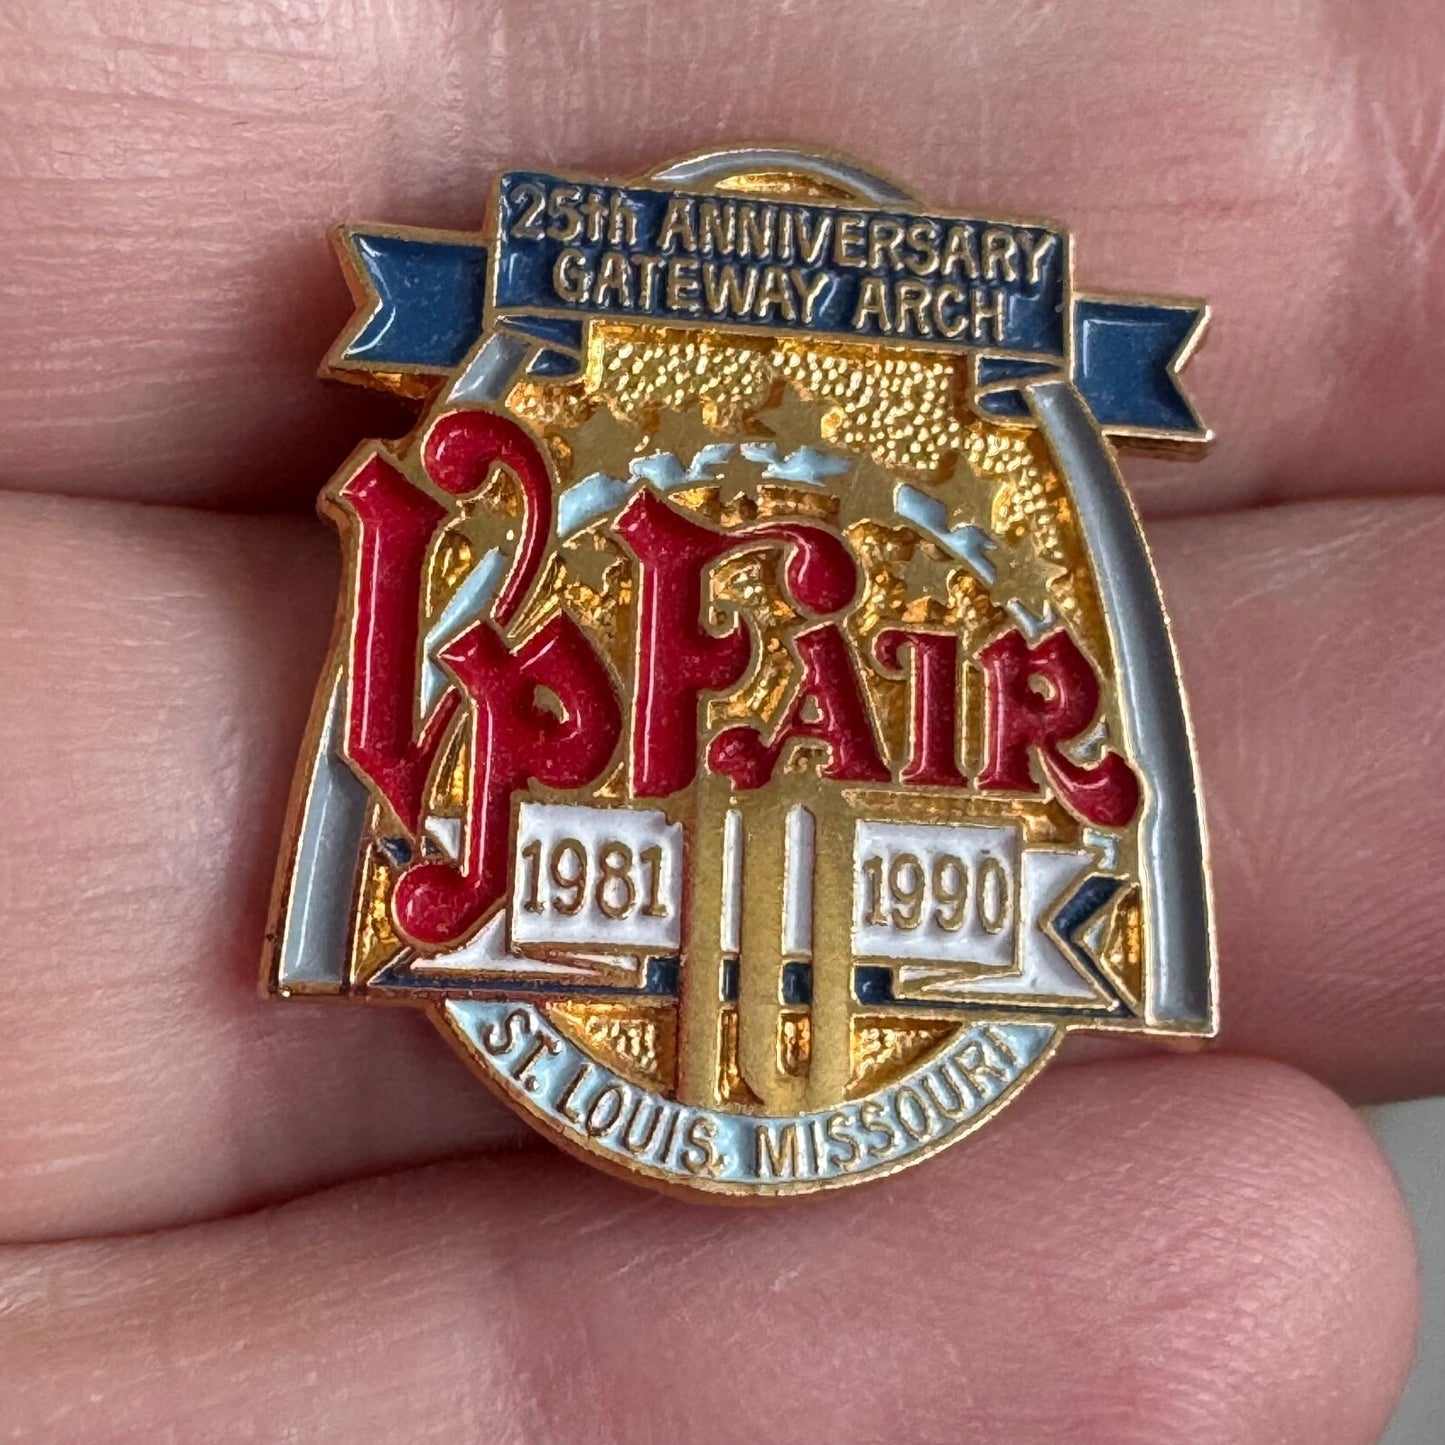 25th ANNIVERSARY
GATEWAY ARCH
Vp FAIR
1981 1990
ST. LOUIS, MISSOURI